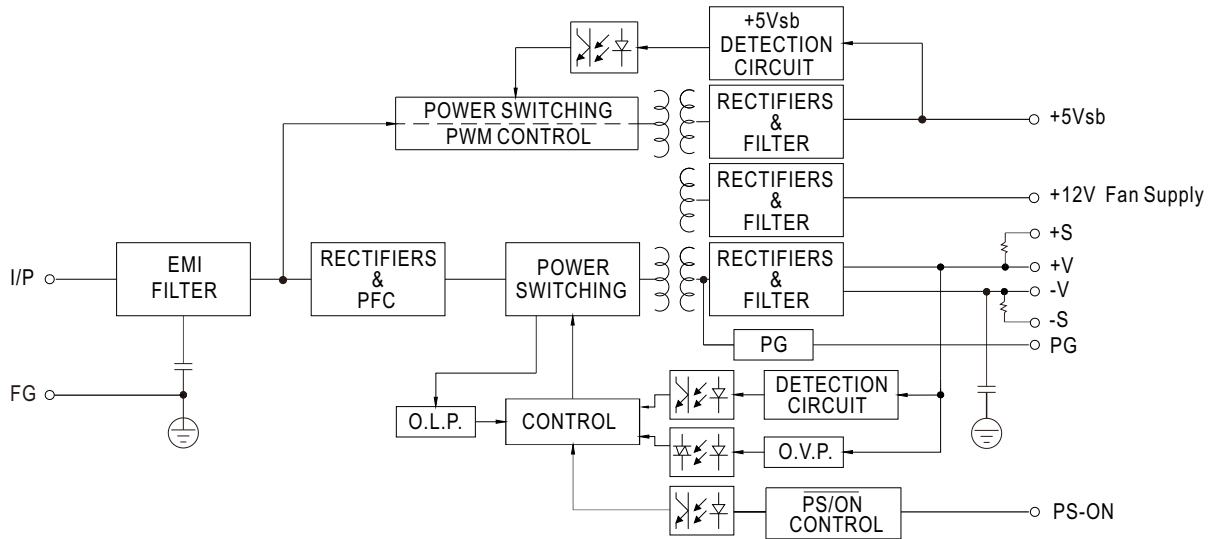 +5Vsb
DETECTION
CIRCUIT
POWER SWITCHING
PWM CONTROL
RECTIFIERS
&
FILTER
+5Vsb
RECTIFIERS
&
FILTER
+12V Fan Supply
I/P
EMI
FILTER
RECTIFIERS
&
PFC
POWER
SWITCHING
RECTIFIERS
&
FILTER
+S
+V
-V
-S
PG
PG
FG
O.L.P.
CONTROL
DETECTION
CIRCUIT
O.V.P.
PS/ON
CONTROL
PS-ON